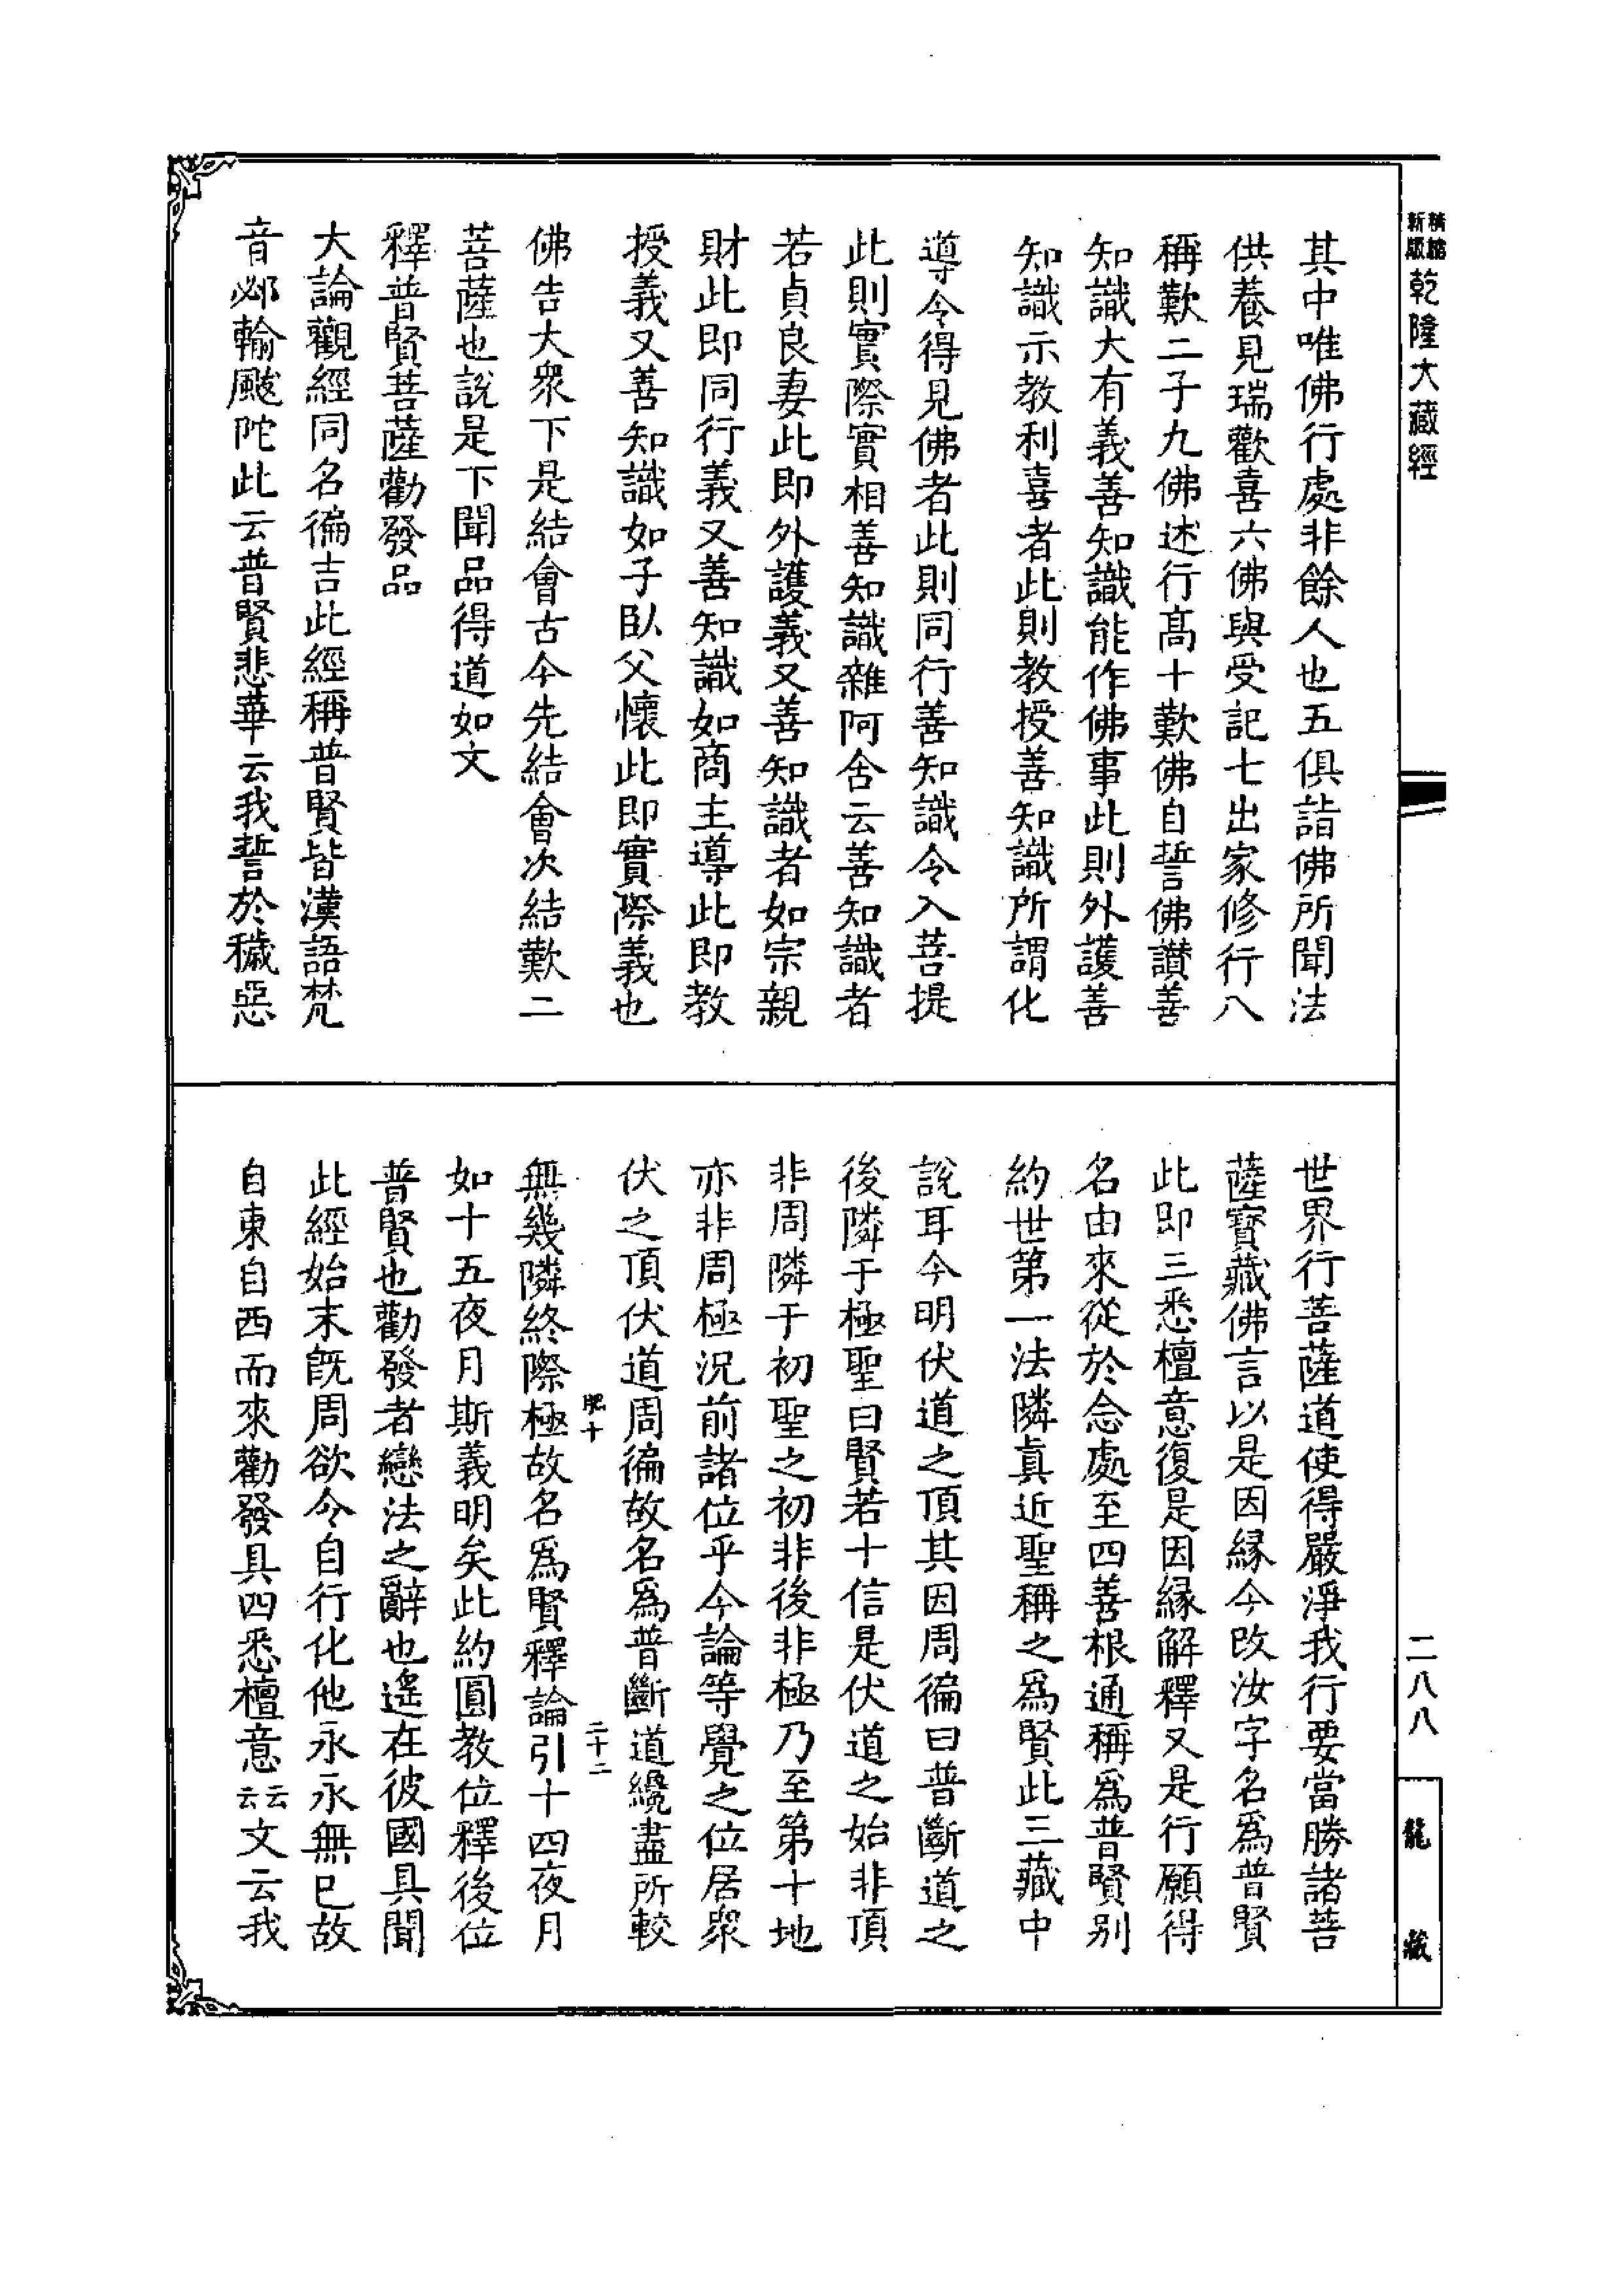 精縮新版乾隆大藏經
二八八
龍藏
其中唯佛行處非餘人也五俱詣佛所聞法
供養見瑞歡喜六佛與受記七出家修行八
稱歎二子九佛述行高十歎佛自誓佛讚善
知識大有義善知識能作佛事此則外護善
知識示教利喜者此則教授善知識所謂化
導令得見佛者此則同行善知識令入菩提
此則實際實相善知識雜阿含云善知識者
若貞良妻此即外護義又善知識者如宗親
財此即同行義又善知識如商主導此即教
授義又善知識如子臥父懷此即實際義也
佛告大眾下是結會古今先結會次結歎二
菩薩也說是下聞品得道如文
釋普賢菩薩勸發品
大論觀經同名徧吉此經稱普賢皆漢語梵
音邲輸颰陀此云普賢悲華云我誓於穢惡
世界行菩薩道使得嚴淨我行要當勝諸菩
薩寶藏佛言以是因緣今改汝字名為普賢
此即三悉檀意復是因緣解釋又是行願得
名由來從於念處至四善根通稱為普賢別
約世第一法隣真近聖稱之為賢此三藏中
說耳今明伏道之頂其因周徧曰普斷道之
後隣于極聖曰賢若十信是伏道之始非頂
非周隣于初聖之初非後非極乃至第十地
亦非周極況前諸位乎今論等覺之位居眾
伏之頂伏道周徧故名為普斷道纔盡所較
肥十
二十二
無幾隣終際極故名為賢釋論引十四夜月
如十五夜月斯義明矣此約圓教位釋後位
普賢也勸發者戀法之辭也遙在彼國具聞
此經始末既周欲令自行化他永永無已故
自東自西而來勸發具四悉檀意云云文云我